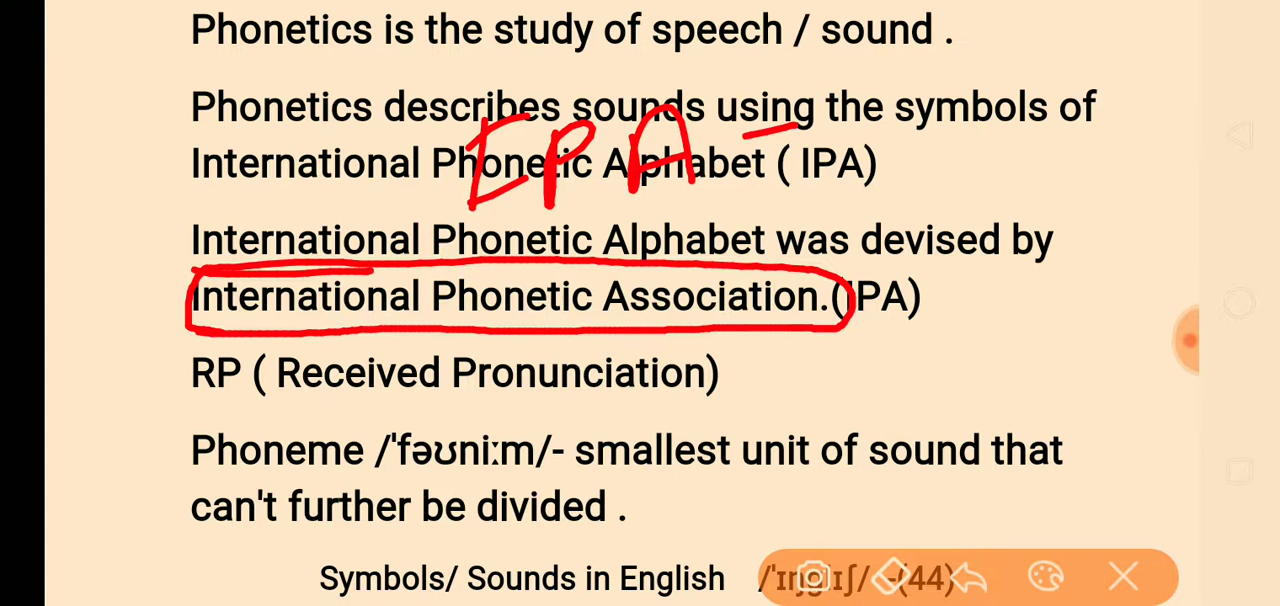 Phonetics is the study of speech / sound .
Phonetics describes sounds using the symbols of
IPA -
International Phonetic Alphabet ( IPA)
International Phonetic Alphabet was devised by
International Phonetic Association.(IPA)
RP ( Received Pronunciation)
Phoneme /ˈfəʊniːm/- smallest unit of sound that
can't further be divided .
Symbols/ Sounds in English /ˈɪŋɡlɪʃ/ -(44)